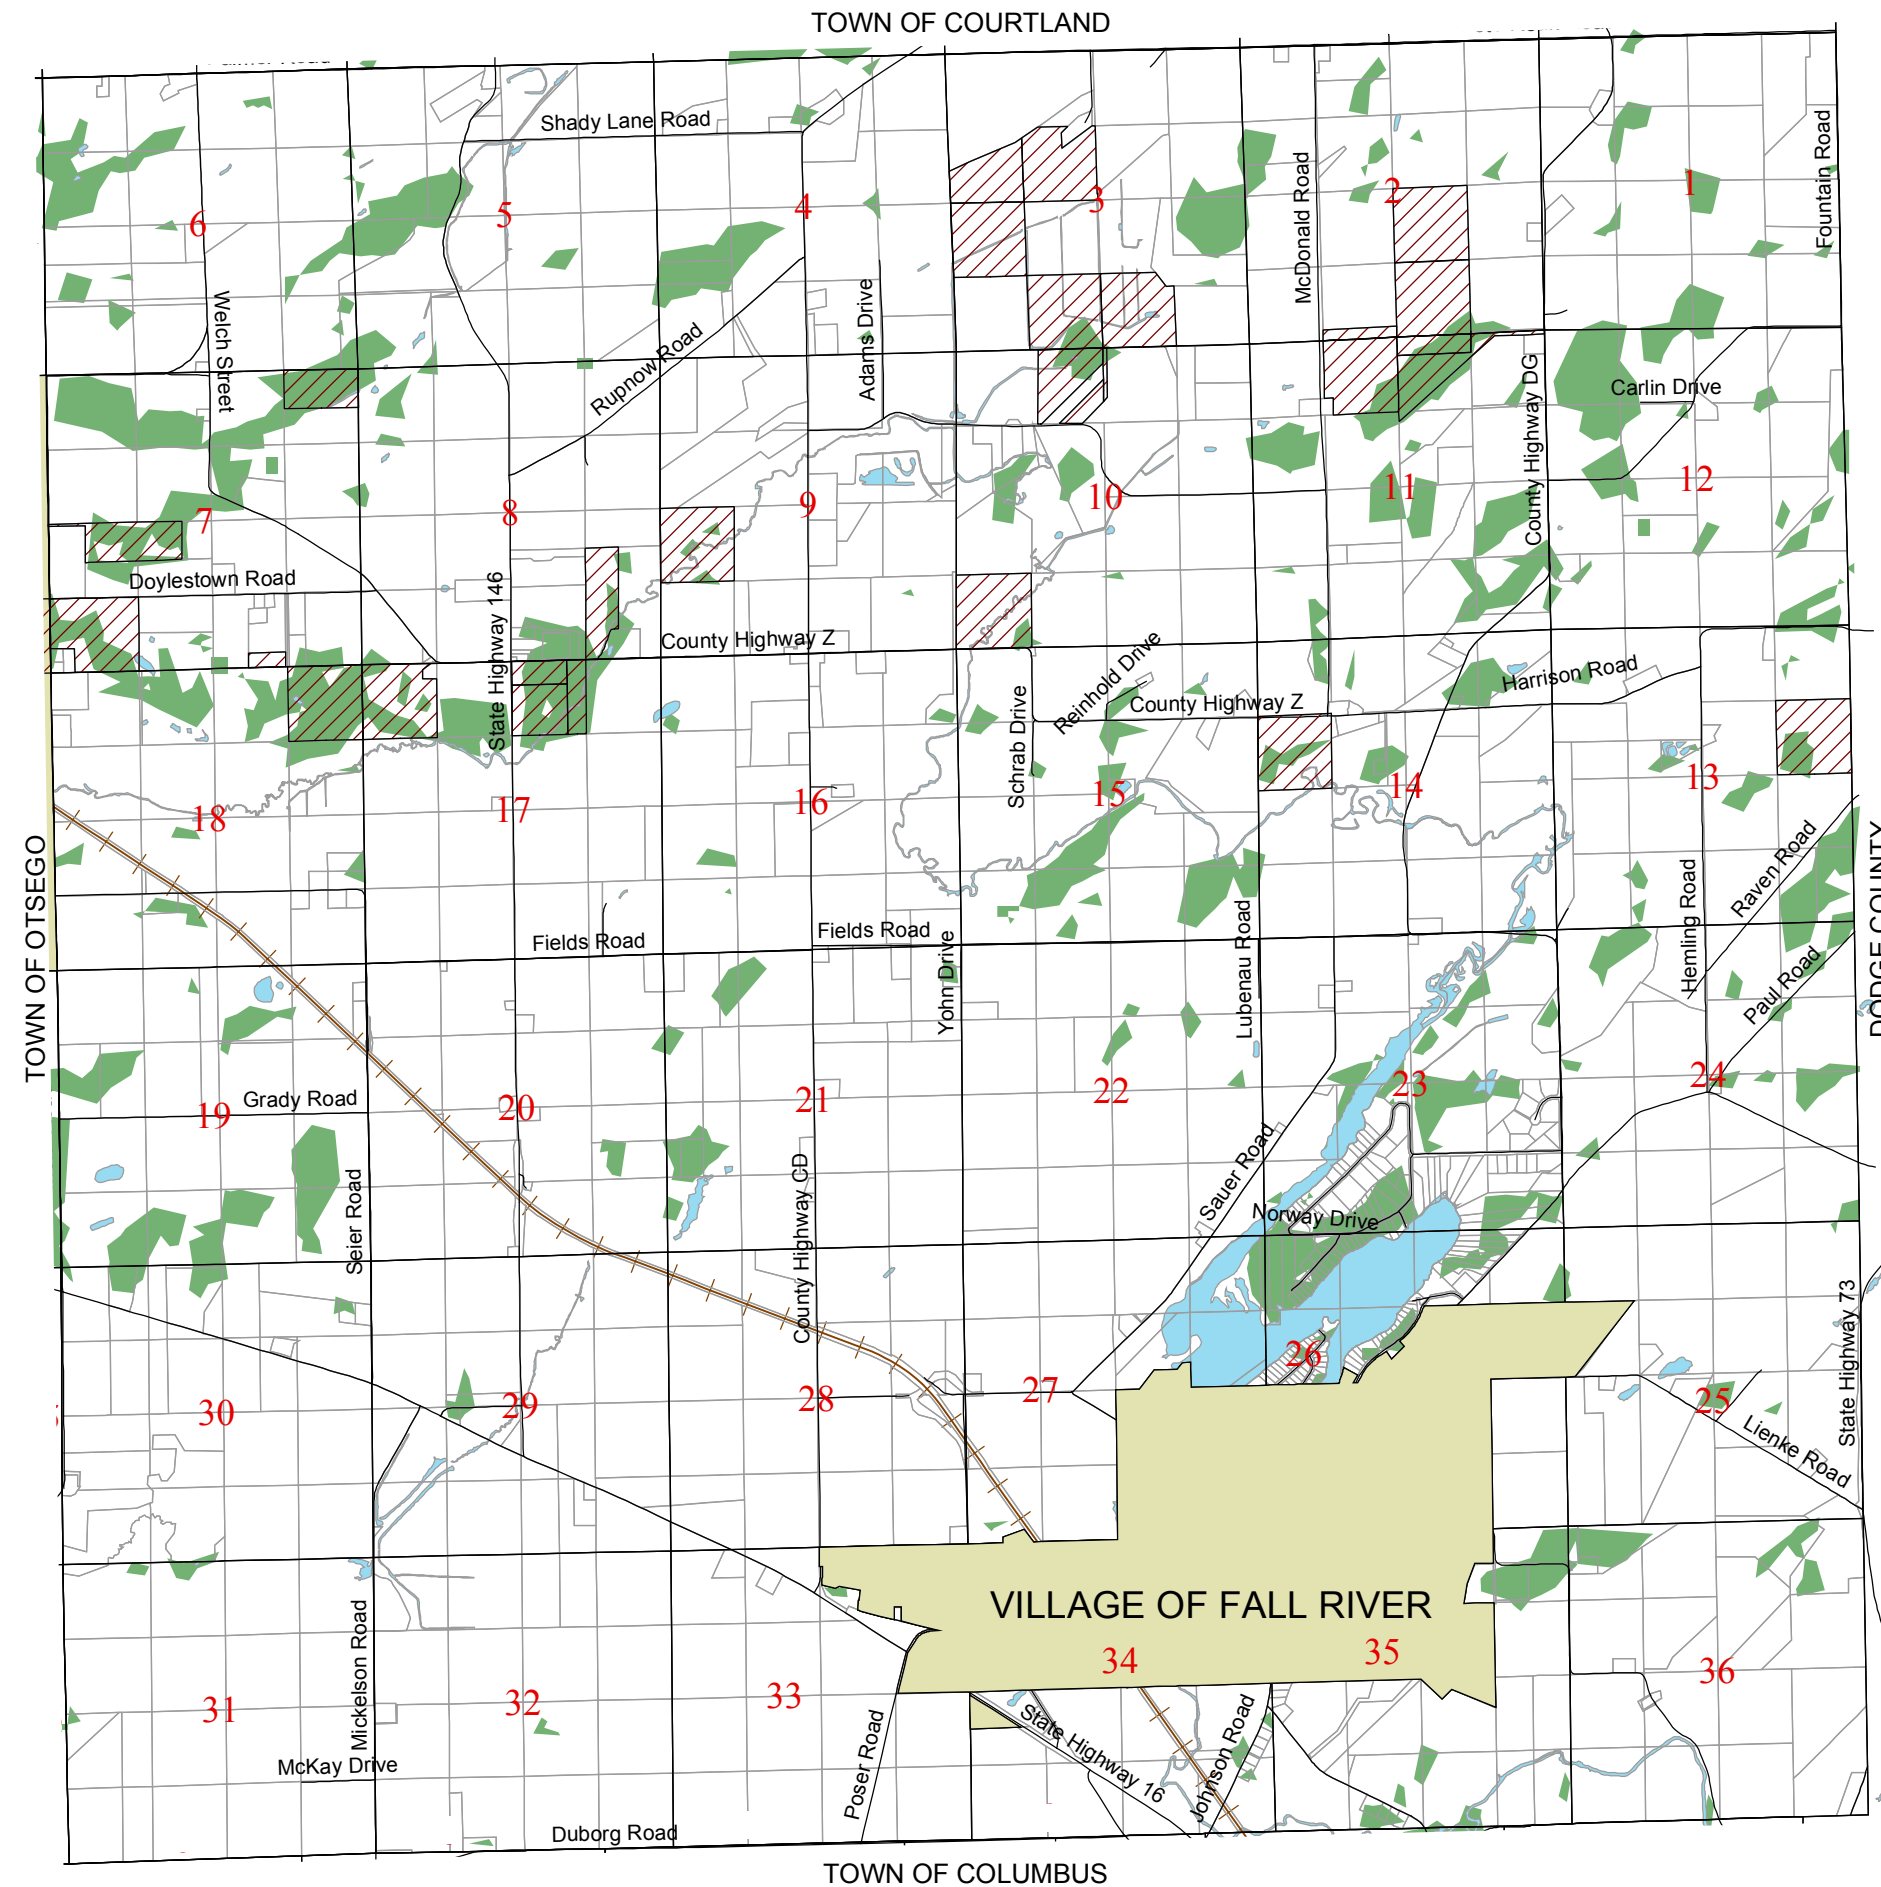 TOWN OF COURTLAND
Shady Lane Road
Fountain Road
McDonald Road
6
5
4
3
2
1
Welch Street
Adams Drive
Rupnow Road
County Highway DG
Carlin Drive
7
8
9
10
11
12
Doylestown Road
State Highway 146
County Highway Z
Reinhold Drive
Harrison Road
Schrab Drive
County Highway Z
18
17
16
15
14
13
TOWN OF OTSEGO
DODGE COUNTY
Hemling Road
Raven Road
Paul Road
Fields Road
Fields Road
Yohn Drive
Lubenau Road
19
20
21
22
23
24
Grady Road
Seier Road
County Highway CD
Sauer Road
Norway Drive
State Highway 73
30
29
28
27
26
25
Lienke Road
VILLAGE OF FALL RIVER
Mickelson Road
31
32
33
34
35
36
McKay Drive
Poser Road
State Highway 16
Johnson Road
Duborg Road
TOWN OF COLUMBUS